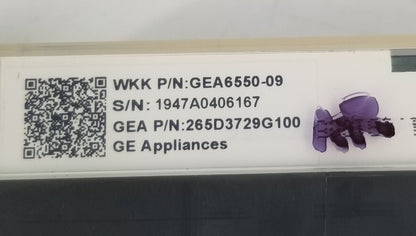 WKK P/N:GEA6550-09
S/N: 1947A0406167
GEA P/N:265D3729G100
GE Appliances